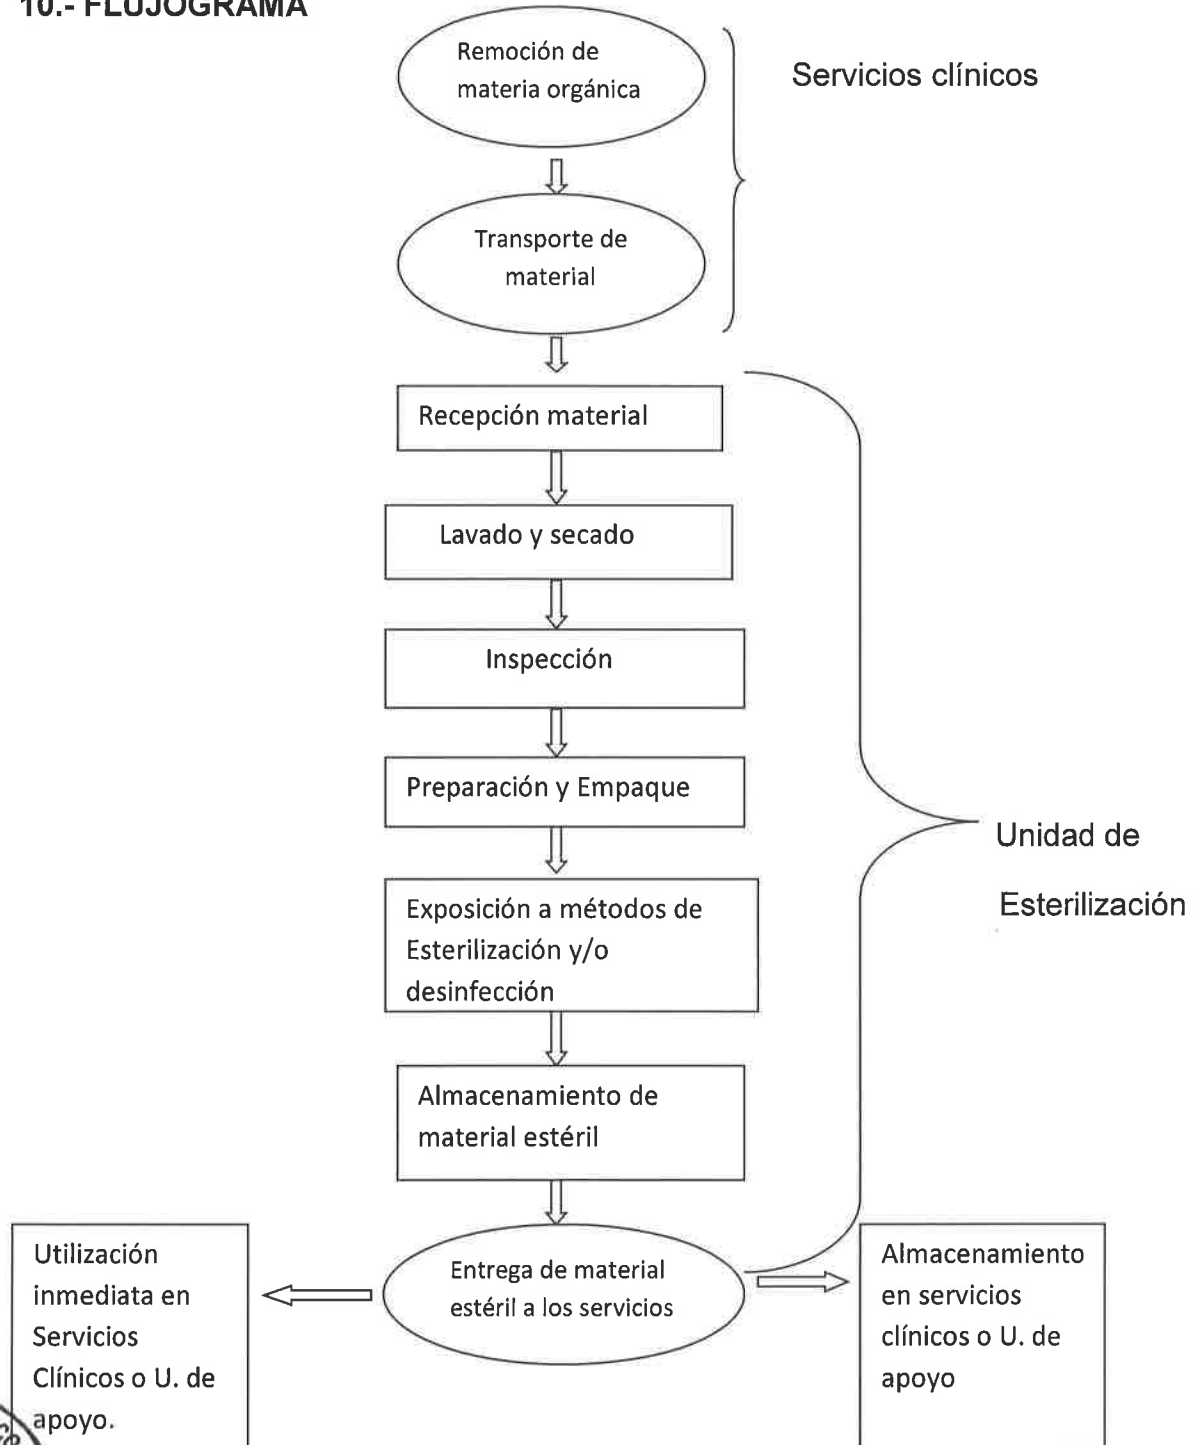 10.- FLUJOGRAMA
Remoción de
materia orgánica
Servicios clínicos
Transporte de
material
Recepción material
Lavado y secado
Inspección
Preparación y Empaque
Unidad de
Esterilización
Exposición a métodos de
Esterilización y/o
desinfección
Almacenamiento de
material estéril
Utilización
inmediata en
Servicios
Clínicos o U. de
apoyo.
Entrega de material
estéril a los servicios
Almacenamiento
en servicios
clínicos o U. de
apoyo